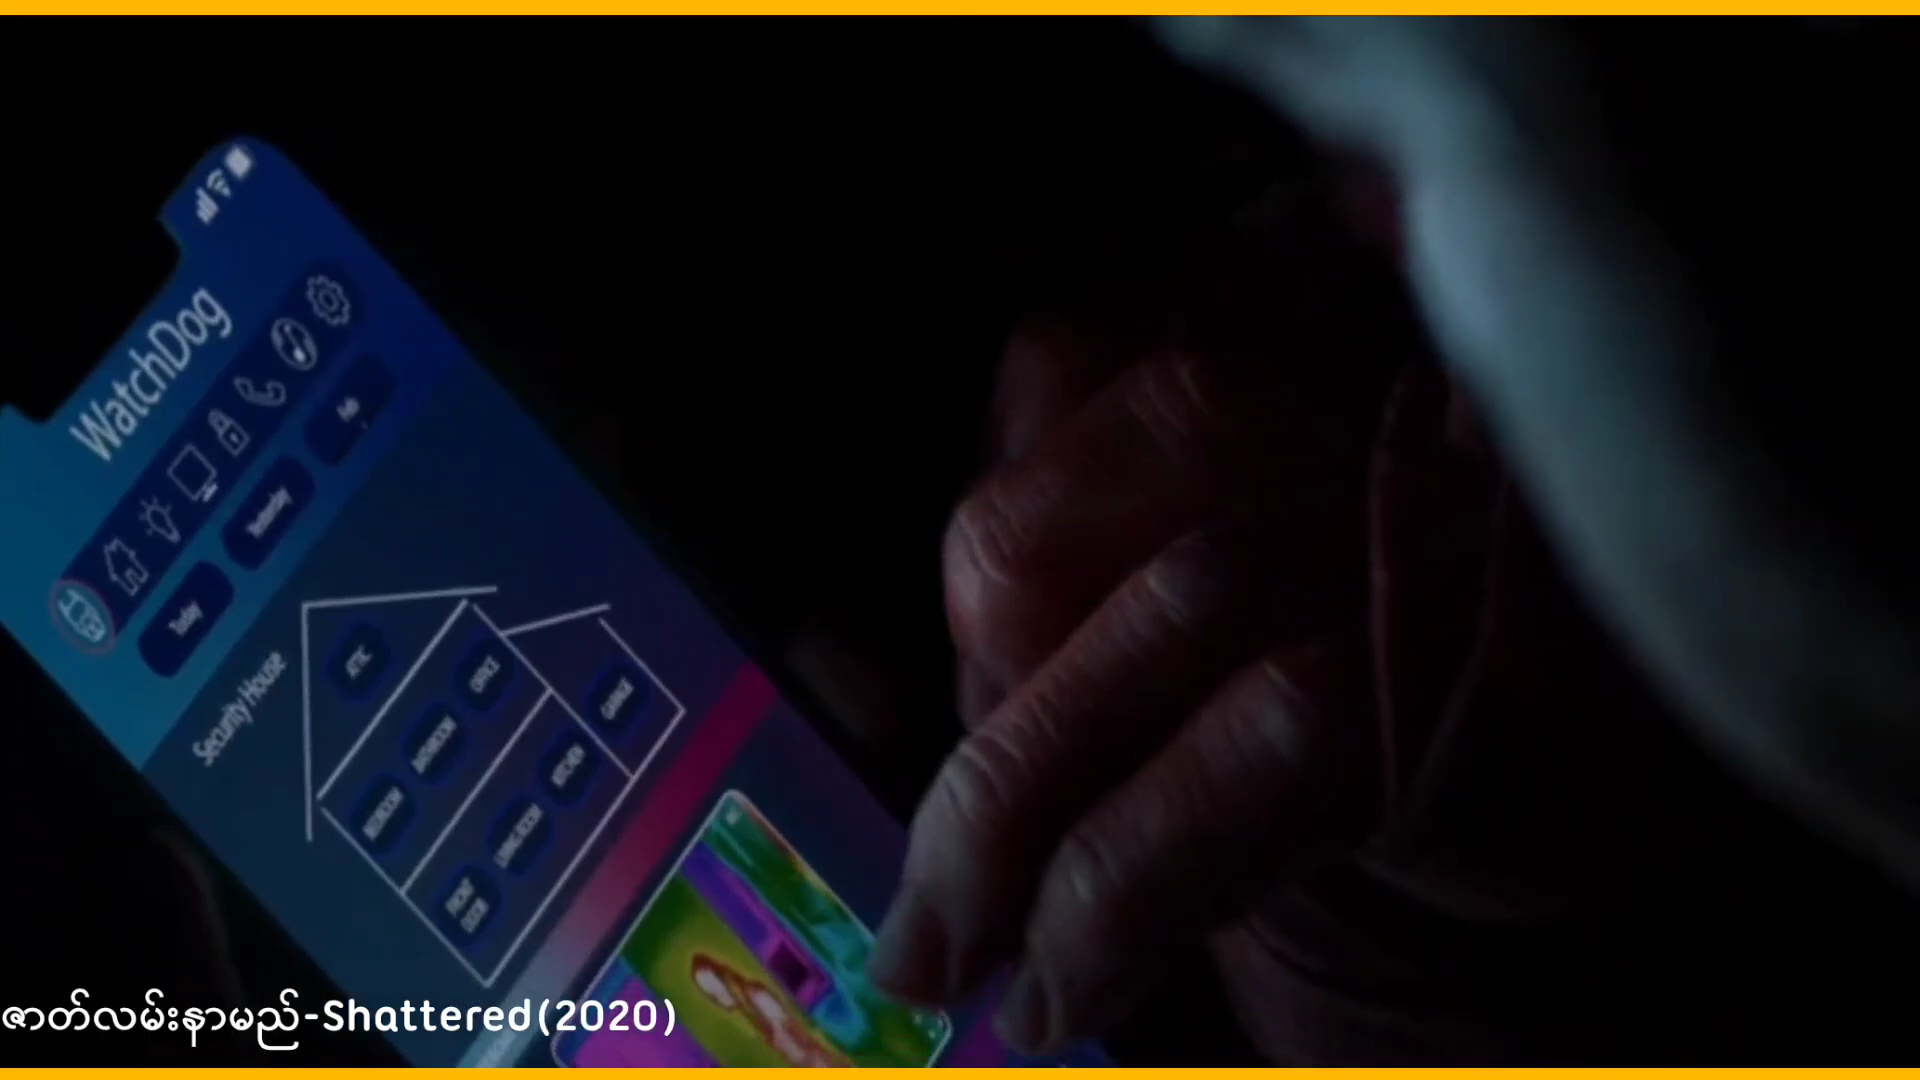 WatchDog
Today
Yesterday
Feb
Security House
ATTIC
BEDROOM
BATHROOM
OFFICE
FRONT DOOR
LIVING ROOM
KITCHEN
GARAGE
ဇာတ်လမ်းနာမည်-Shattered(2020)